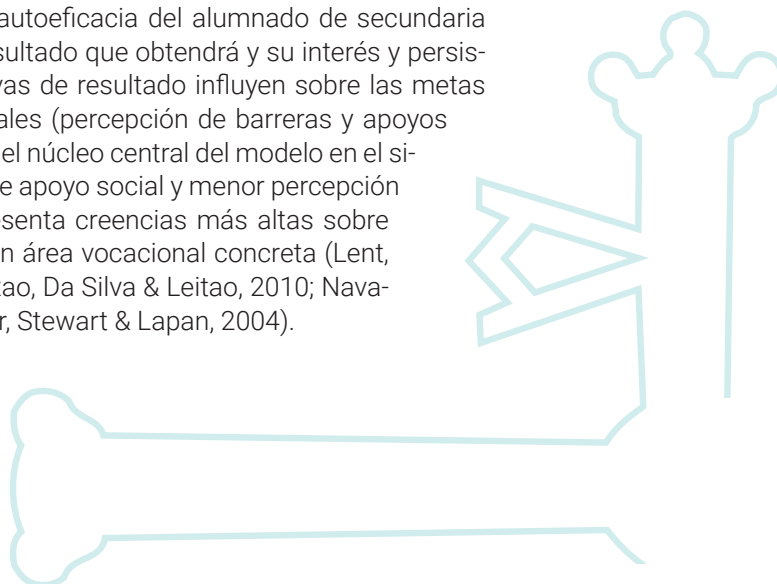 autoeficacia del alumnado de secundaria
sultado que obtendrá y su interés y persis-
vas de resultado influyen sobre las metas
ales (percepción de barreras y apoyos
el núcleo central del modelo en el si-
e apoyo social y menor percepción
esenta creencias más altas sobre
n área vocacional concreta (Lent,
tao, Da Silva & Leitao, 2010; Nava-
r, Stewart & Lapan, 2004).